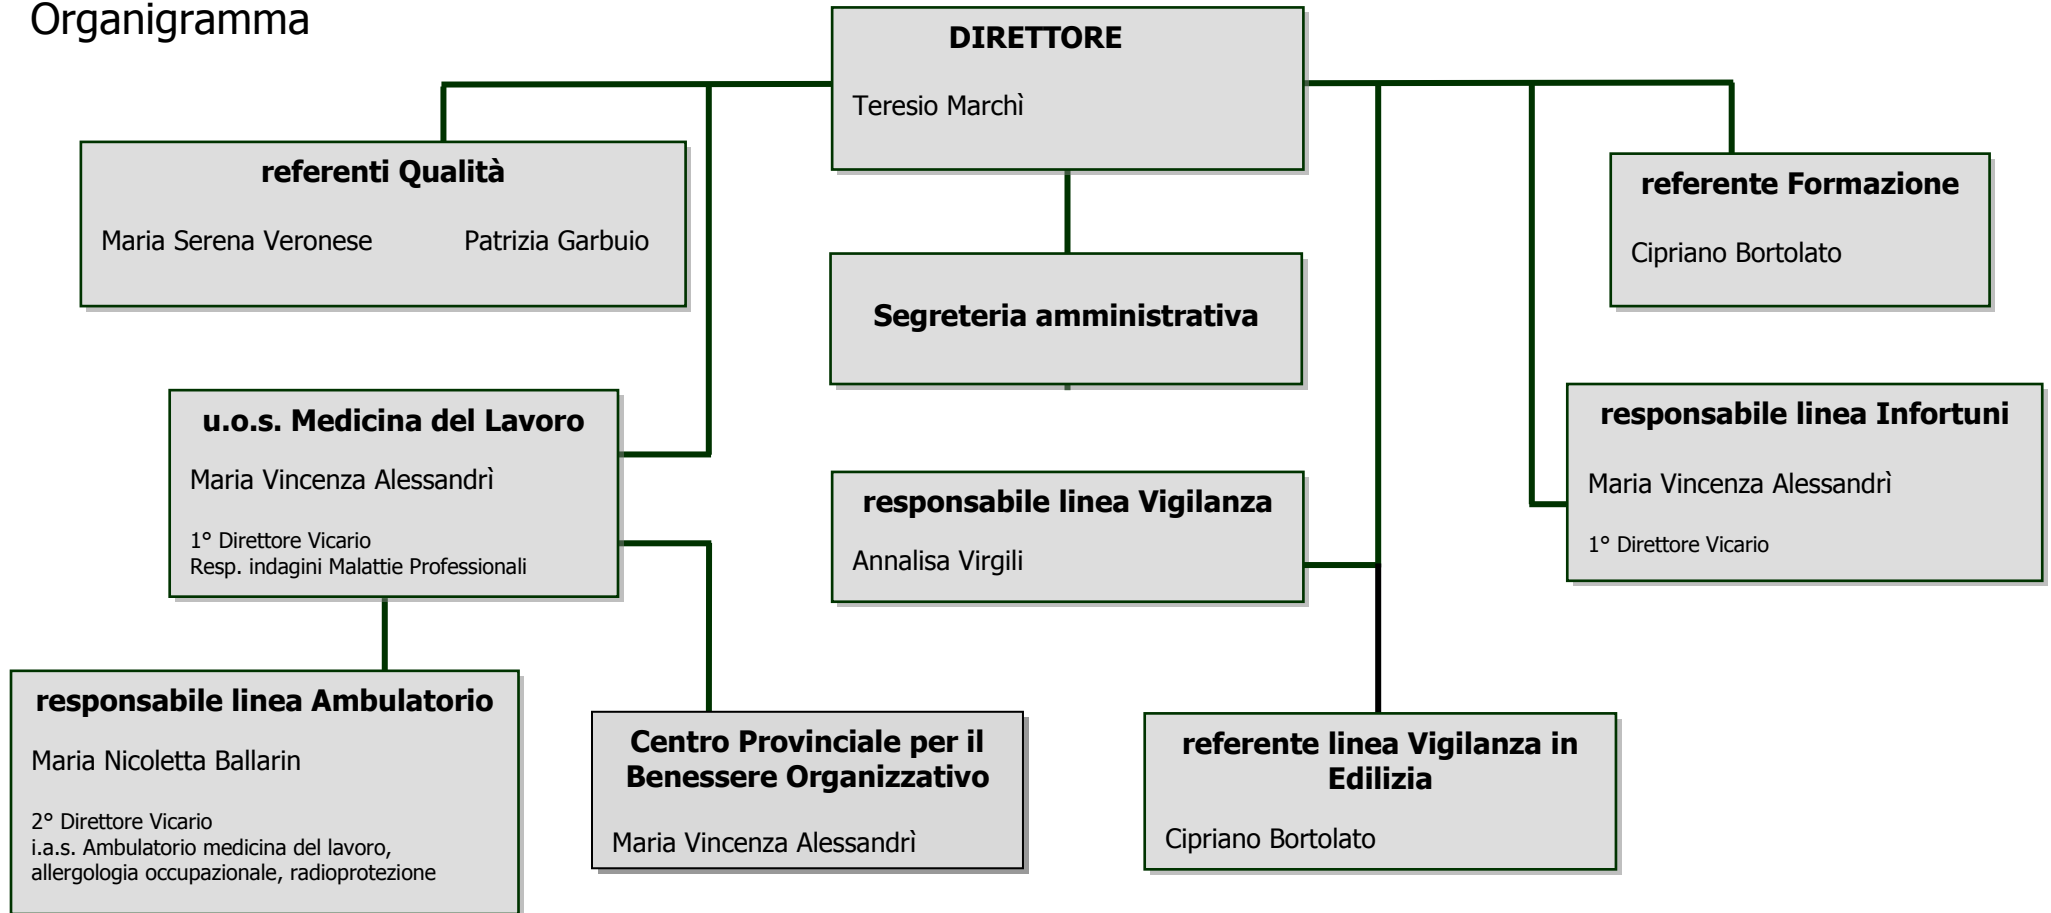 Organigramma
DIRETTORE
Teresio Marchì
referenti Qualità
Maria Serena Veronese Patrizia Garbuio
referente Formazione
Cipriano Bortolato
Segreteria amministrativa
u.o.s. Medicina del Lavoro
Maria Vincenza Alessandrì
1° Direttore Vicario
Resp. indagini Malattie Professionali
responsabile linea Infortuni
Maria Vincenza Alessandrì
1° Direttore Vicario
responsabile linea Vigilanza
Annalisa Virgili
responsabile linea Ambulatorio
Maria Nicoletta Ballarin
2° Direttore Vicario
i.a.s. Ambulatorio medicina del lavoro,
allergologia occupazionale, radioprotezione
Centro Provinciale per il
Benessere Organizzativo
Maria Vincenza Alessandrì
referente linea Vigilanza in
Edilizia
Cipriano Bortolato